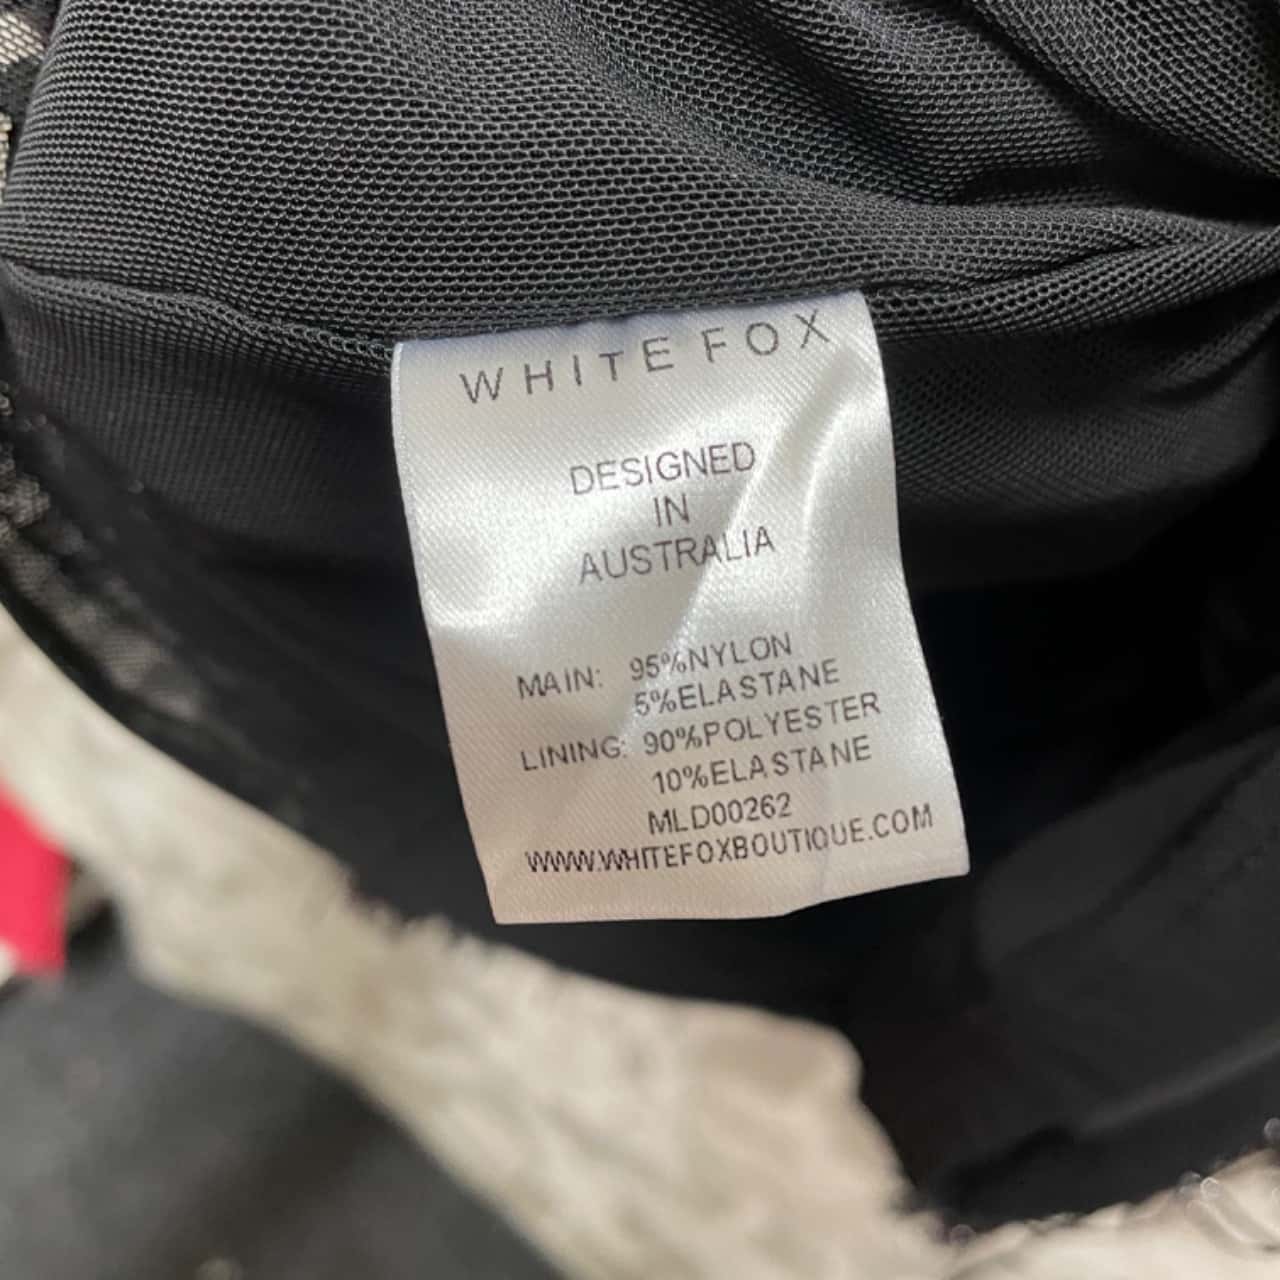 WHITE FOX
DESIGNED
IN
AUSTRALIA
MAIN: 95%NYLON
5%ELASTANE
LINING: 90%POLYESTER
10%ELASTANE
MLD00262
WWW.WHITEFOXBOUTIQUE.COM